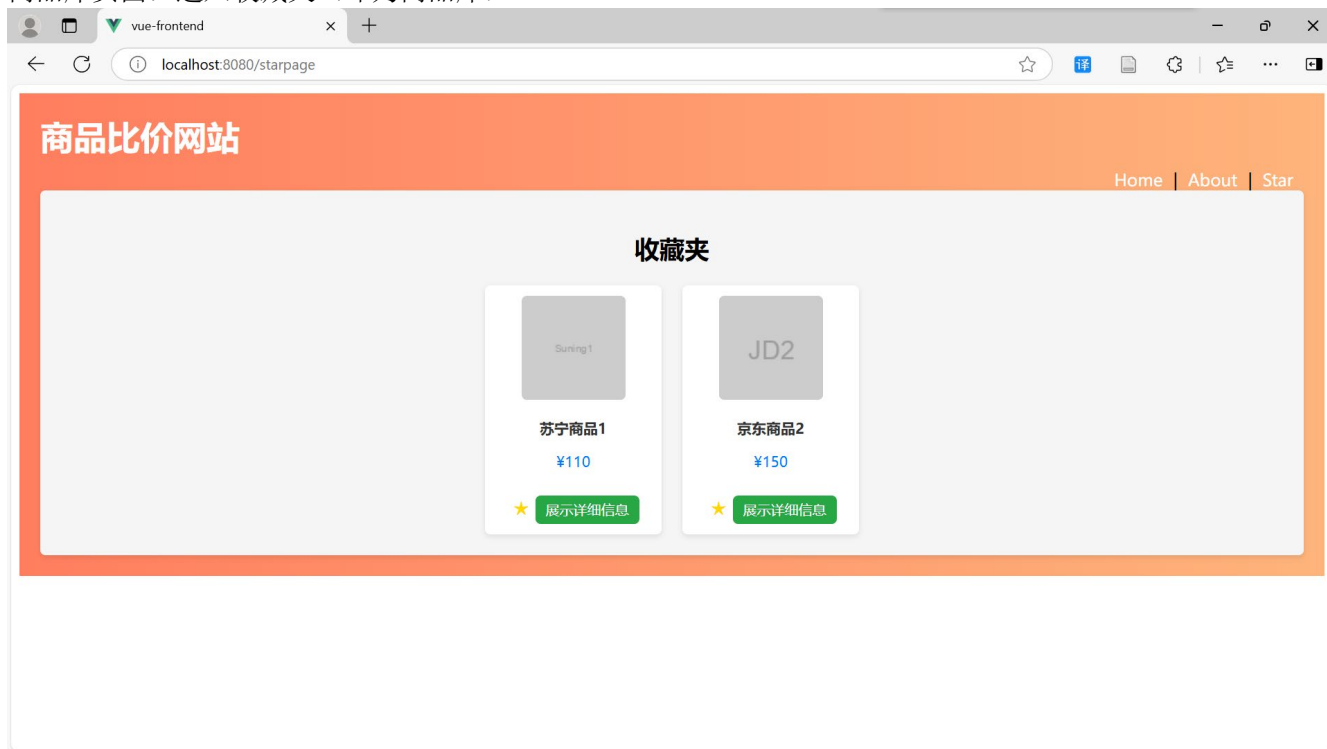 vue-frontend
localhost:8080/starpage
译
商品比价网站
Home | About | Star
收藏夹
Suning1 JD2
苏宁商品1 京东商品2
¥110 ¥150
★ 展示详细信息 ★ 展示详细信息